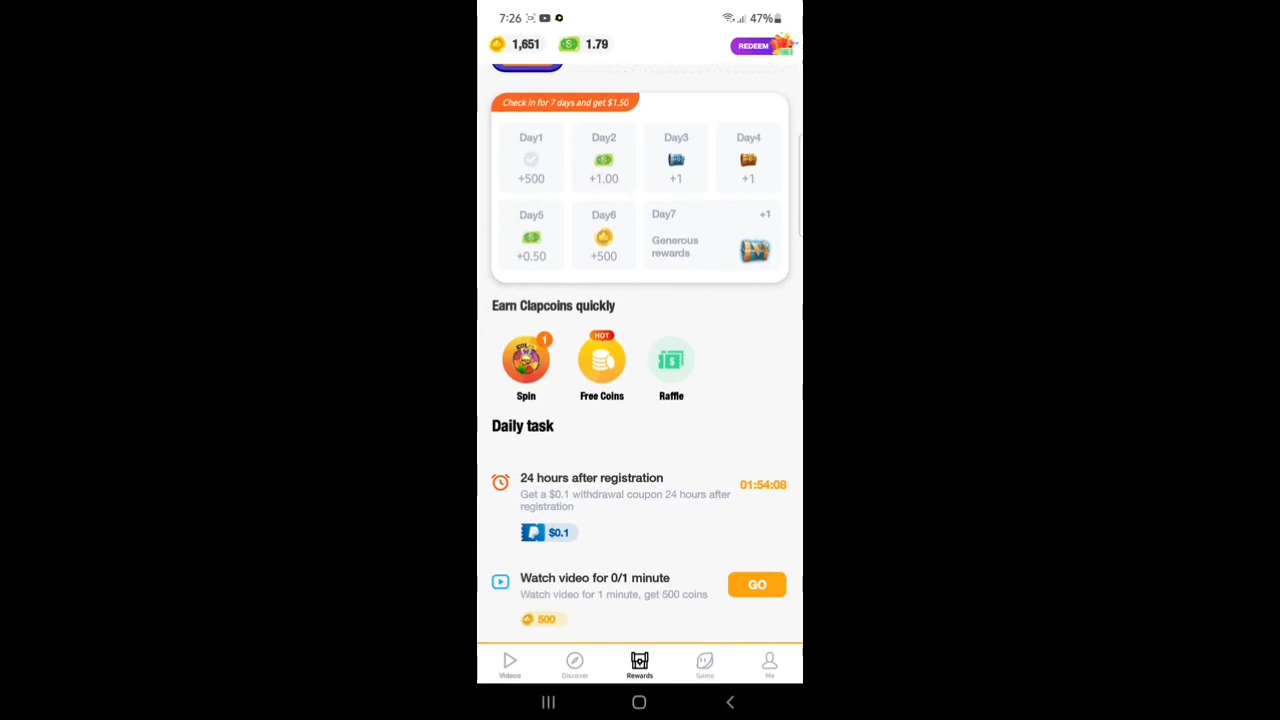 7:26
47%
1,651
1.79
REDEEM
Check in for 7 days and get $1.50
Day1
Day2
Day3
Day4
+500
+1.00
+1
+1
Day5
Day6
Day7
+1
Generous
rewards
+0.50
+500
Earn Clapcoins quickly
1
HOT
Spin
Free Coins
Raffle
Daily task
24 hours after registration
Get a $0.1 withdrawal coupon 24 hours after
registration
01:54:08
$0.1
Watch video for 0/1 minute
Watch video for 1 minute, get 500 coins
GO
500
Videos
Discover
Rewards
Game
Me